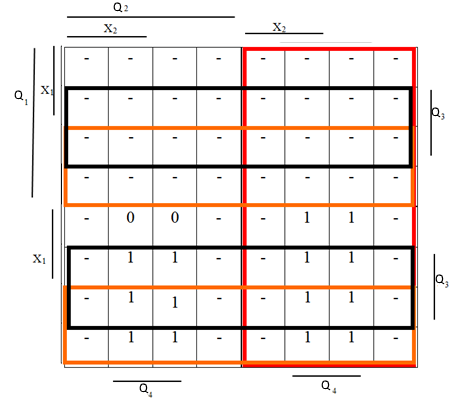 Q2
X2 X2
- - - - - - - -
Q1 X1 - - - - - - - - Q3
- - - - - - - -
- - - - - - - -
- 0 0 - - 1 1 -
X1 - 1 1 - - 1 1 - Q3
- 1 1 - - 1 1 -
- 1 1 - - 1 1 -
Q4 Q4